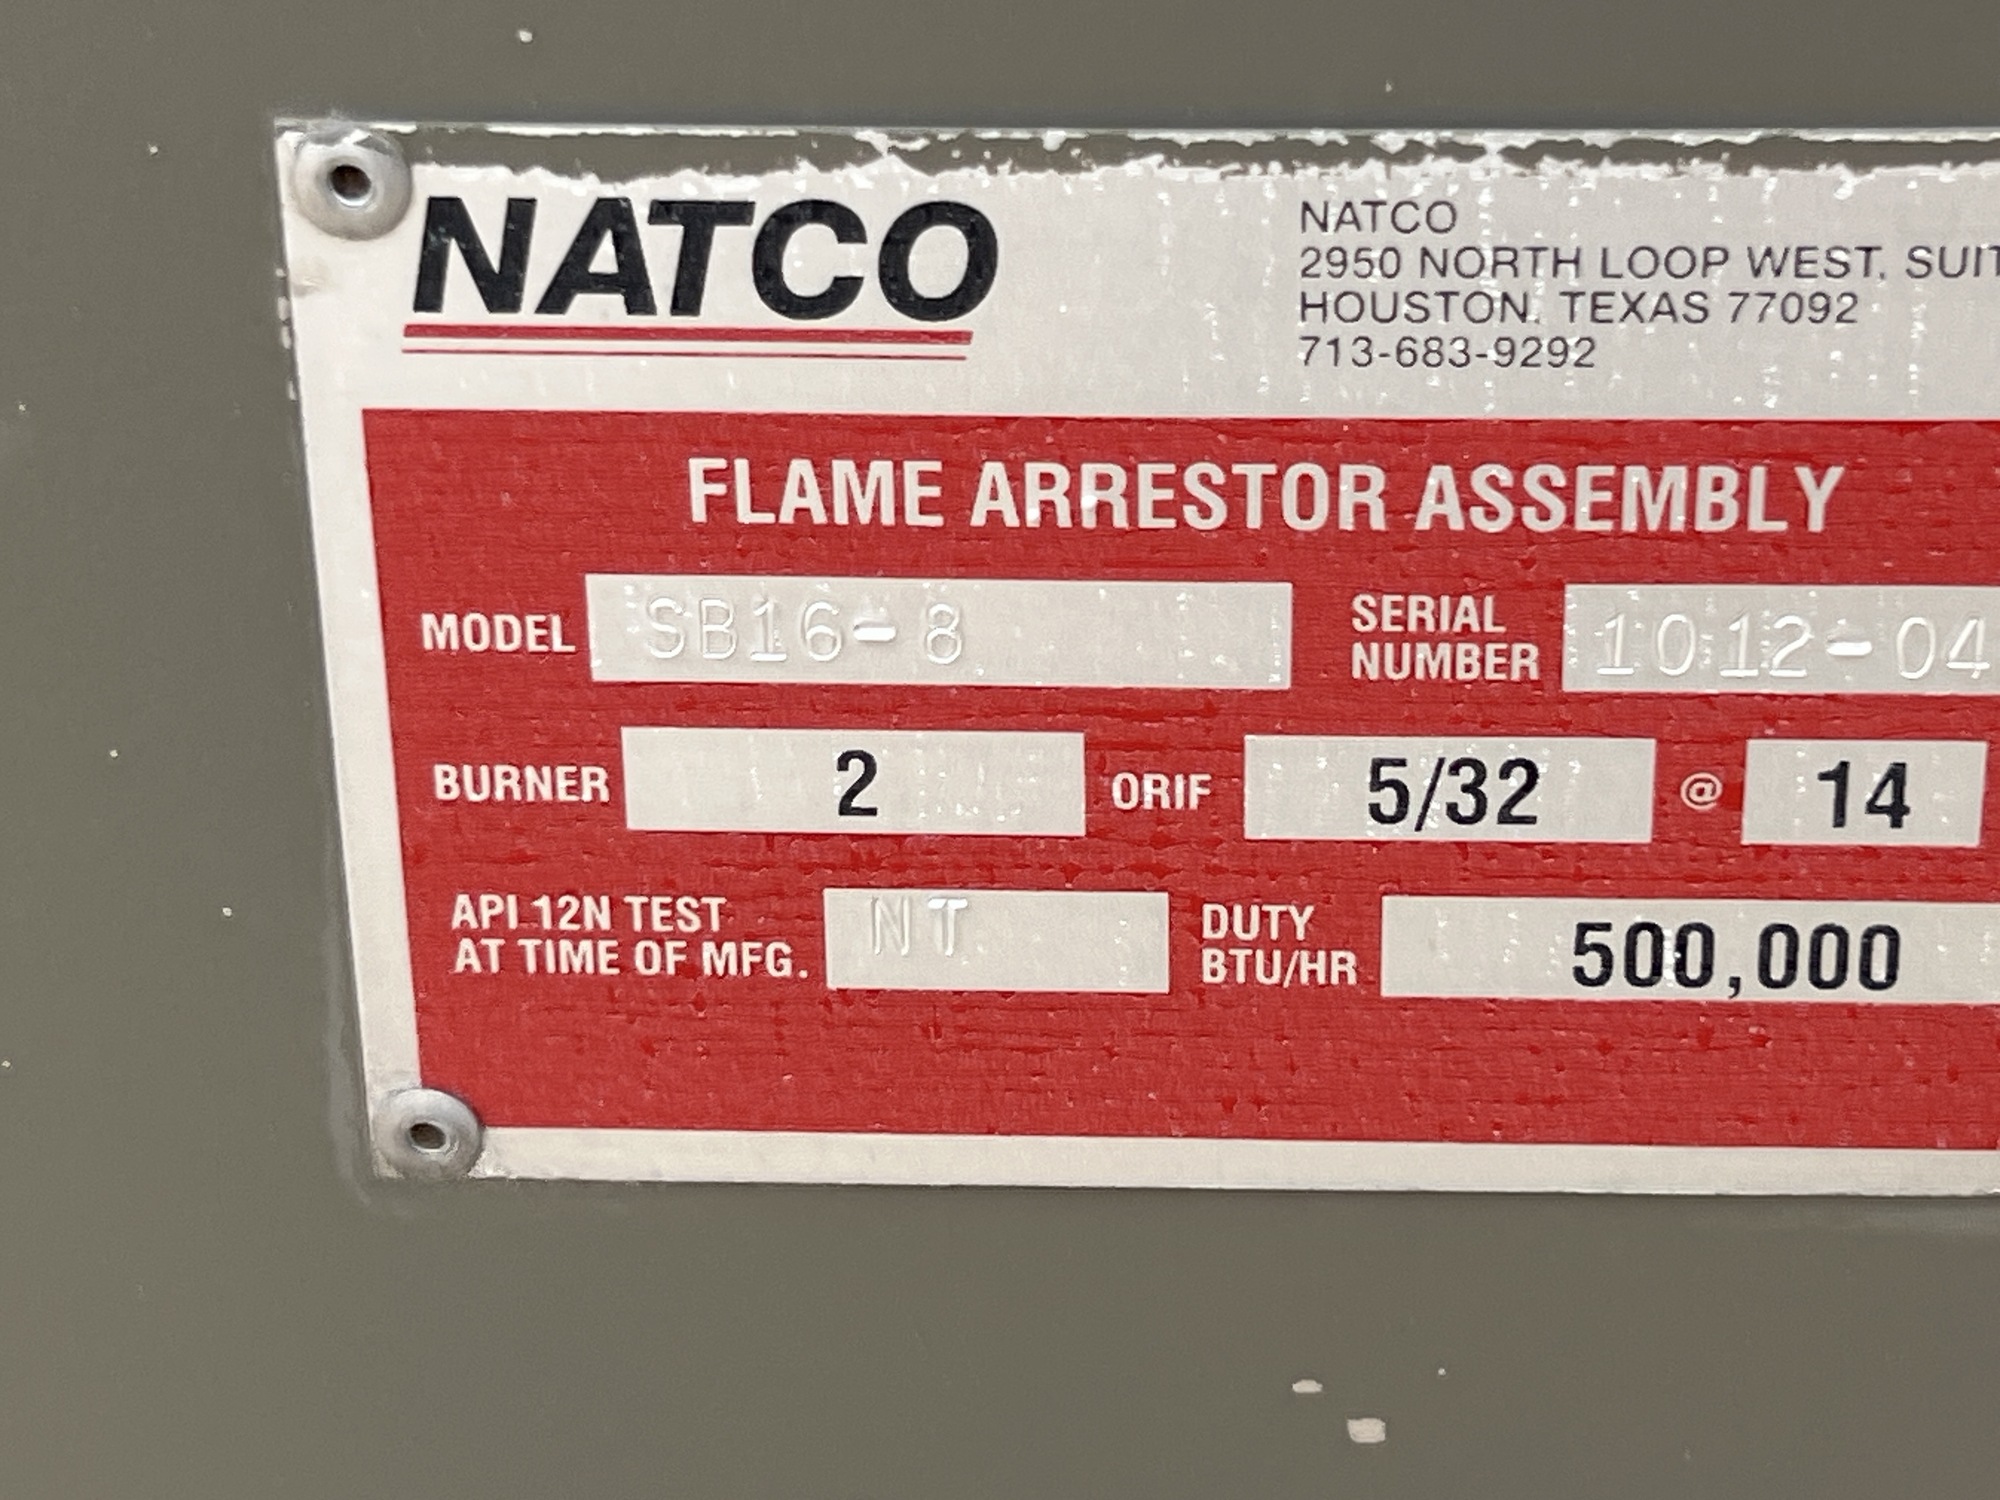 NATCO
NATCO
2950 NORTH LOOP WEST, SUIT
HOUSTON, TEXAS 77092
713-683-9292
FLAME ARRESTOR ASSEMBLY
MODEL SB16-8 SERIAL NUMBER 1012-04
BURNER 2 ORIF 5/32 @ 14
API 12N TEST AT TIME OF MFG. NT DUTY BTU/HR 500,000